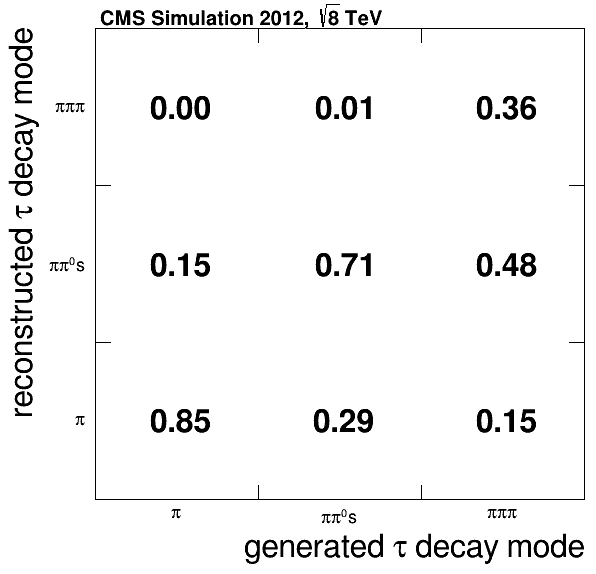 CMS Simulation 2012, √8 TeV
reconstructed τ decay mode
πππ 0.00 0.01 0.36
ππ⁰s 0.15 0.71 0.48
π 0.85 0.29 0.15
π ππ⁰s πππ
generated τ decay mode